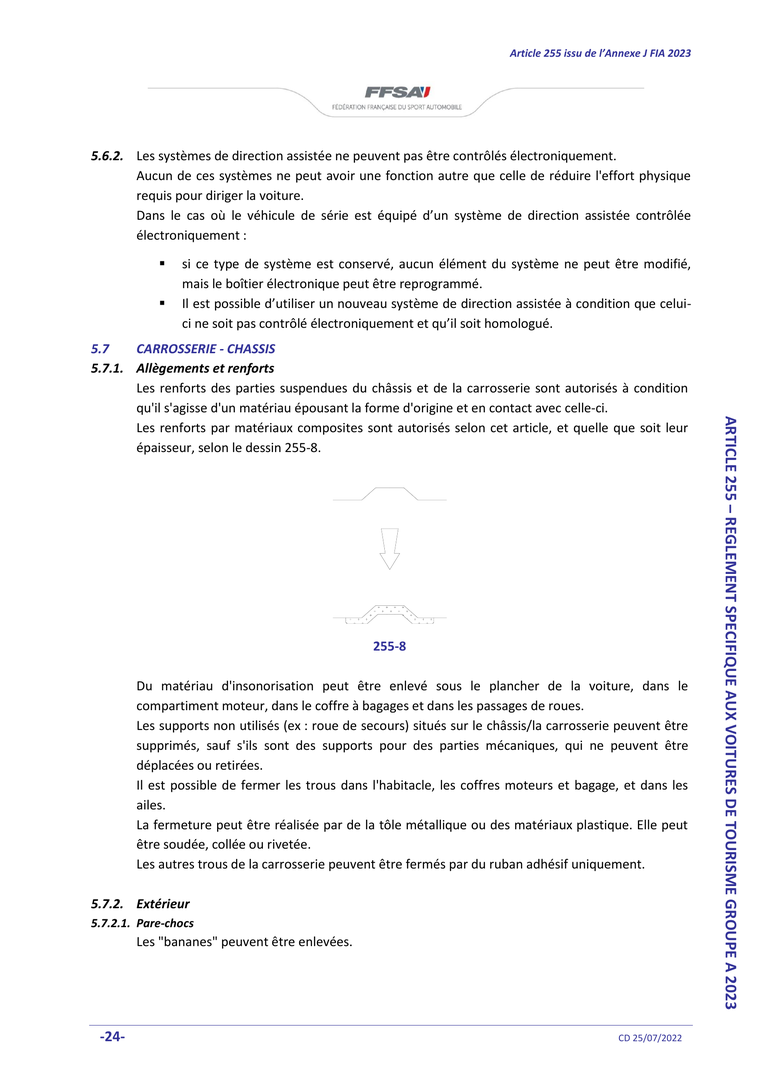 Article 255 issu de l'Annexe J FIA 2023
FFSA
FÉDÉRATION FRANÇAISE DU SPORT AUTOMOBILE
5.6.2. Les systèmes de direction assistée ne peuvent pas être contrôlés électroniquement.
Aucun de ces systèmes ne peut avoir une fonction autre que celle de réduire l'effort physique
requis pour diriger la voiture.
Dans le cas où le véhicule de série est équipé d'un système de direction assistée contrôlée
électroniquement :
▪ si ce type de système est conservé, aucun élément du système ne peut être modifié,
mais le boîtier électronique peut être reprogrammé.
▪ Il est possible d'utiliser un nouveau système de direction assistée à condition que celui-
ci ne soit pas contrôlé électroniquement et qu'il soit homologué.
5.7 CARROSSERIE - CHASSIS
5.7.1. Allègements et renforts
Les renforts des parties suspendues du châssis et de la carrosserie sont autorisés à condition
qu'il s'agisse d'un matériau épousant la forme d'origine et en contact avec celle-ci.
Les renforts par matériaux composites sont autorisés selon cet article, et quelle que soit leur
épaisseur, selon le dessin 255-8.
255-8
Du matériau d'insonorisation peut être enlevé sous le plancher de la voiture, dans le
compartiment moteur, dans le coffre à bagages et dans les passages de roues.
Les supports non utilisés (ex : roue de secours) situés sur le châssis/la carrosserie peuvent être
supprimés, sauf s'ils sont des supports pour des parties mécaniques, qui ne peuvent être
déplacées ou retirées.
Il est possible de fermer les trous dans l'habitacle, les coffres moteurs et bagage, et dans les
ailes.
La fermeture peut être réalisée par de la tôle métallique ou des matériaux plastique. Elle peut
être soudée, collée ou rivetée.
Les autres trous de la carrosserie peuvent être fermés par du ruban adhésif uniquement.
5.7.2. Extérieur
5.7.2.1. Pare-chocs
Les "bananes" peuvent être enlevées.
ARTICLE 255 – REGLEMENT SPECIFIQUE AUX VOITURES DE TOURISME GROUPE A 2023
-24-
CD 25/07/2022